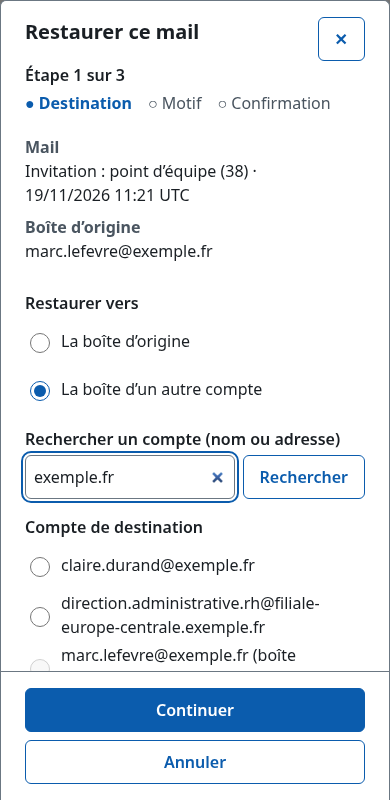 Restaurer ce mail
×
Étape 1 sur 3
● Destination ○ Motif ○ Confirmation
Mail
Invitation : point d’équipe (38) ·
19/11/2026 11:21 UTC
Boîte d’origine
marc.lefevre@exemple.fr
Restaurer vers
La boîte d’origine
La boîte d’un autre compte
Rechercher un compte (nom ou adresse)
exemple.fr × Rechercher
Compte de destination
claire.durand@exemple.fr
direction.administrative.rh@filiale-
europe-centrale.exemple.fr
marc.lefevre@exemple.fr (boîte
Continuer
Annuler